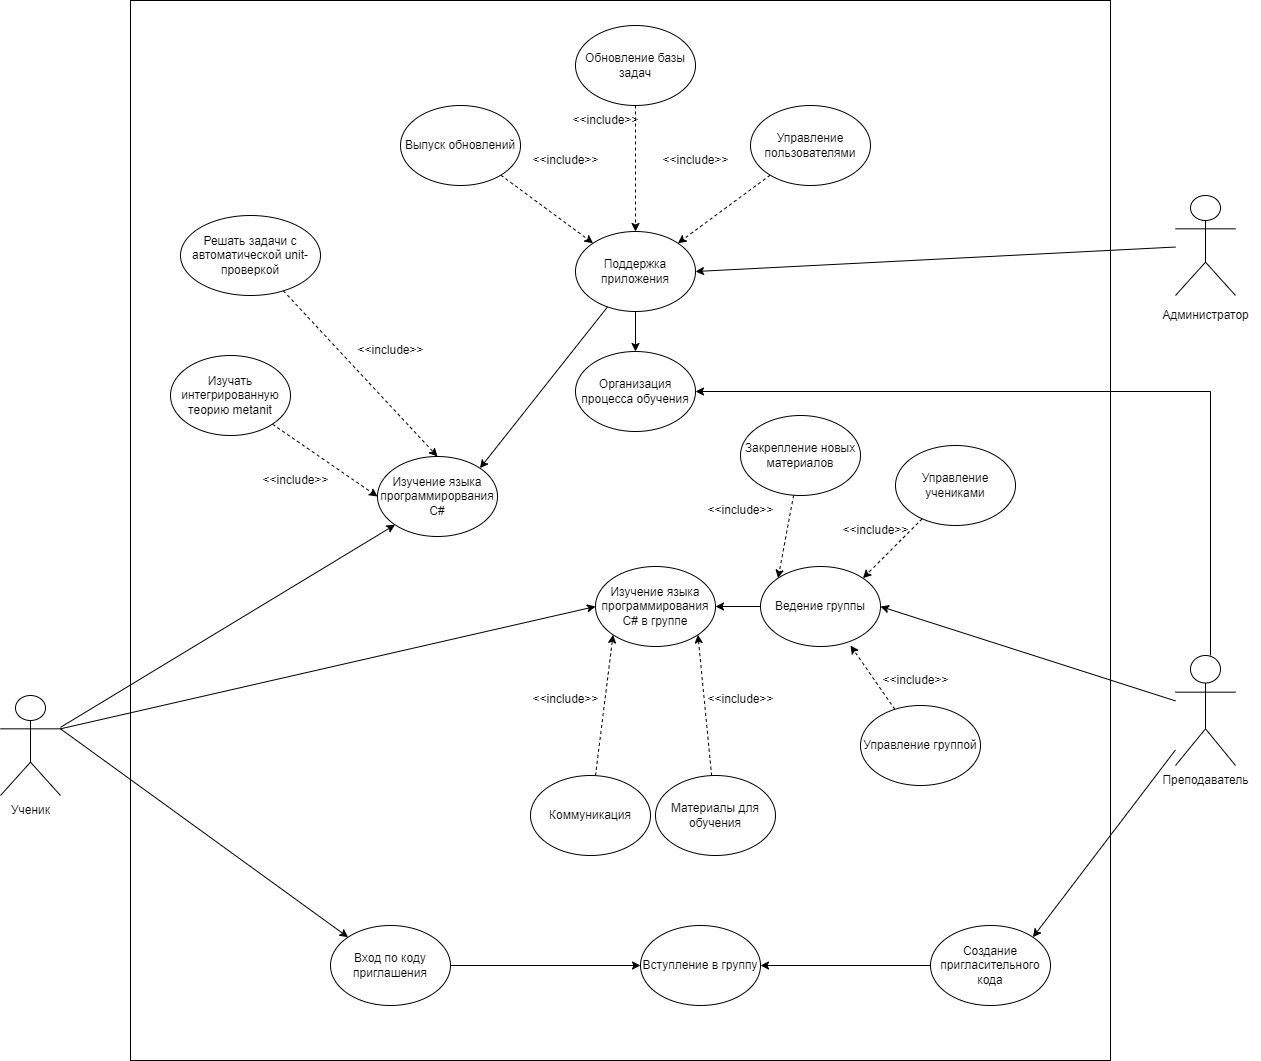 Обновление базы
задач
<<include>>
Выпуск обновлений
<<include>>
<<include>>
Управление
пользователями
Решать задачи с
автоматической unit-
проверкой
Поддержка
приложения
Администратор
<<include>>
Изучать
интегрированную
теорию metanit
Организация
процесса обучения
<<include>>
Изучение языка
программирорвания
C#
Закрепление новых
материалов
Управление
учениками
<<include>>
<<include>>
Изучение языка
программирования
C# в группе
Ведение группы
<<include>>
<<include>>
<<include>>
Управление группой
Ученик
Преподаватель
Коммуникация
Материалы для
обучения
Вход по коду
приглашения
Вступление в группу
Создание
пригласительного
кода